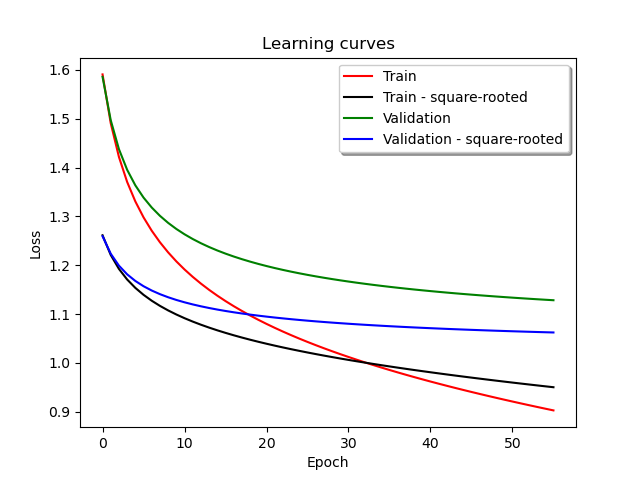 Learning curves
Train
Train - square-rooted
Validation
Validation - square-rooted
1.6
1.5
1.4
1.3
1.2
1.1
1.0
0.9
Loss
0 10 20 30 40 50
Epoch